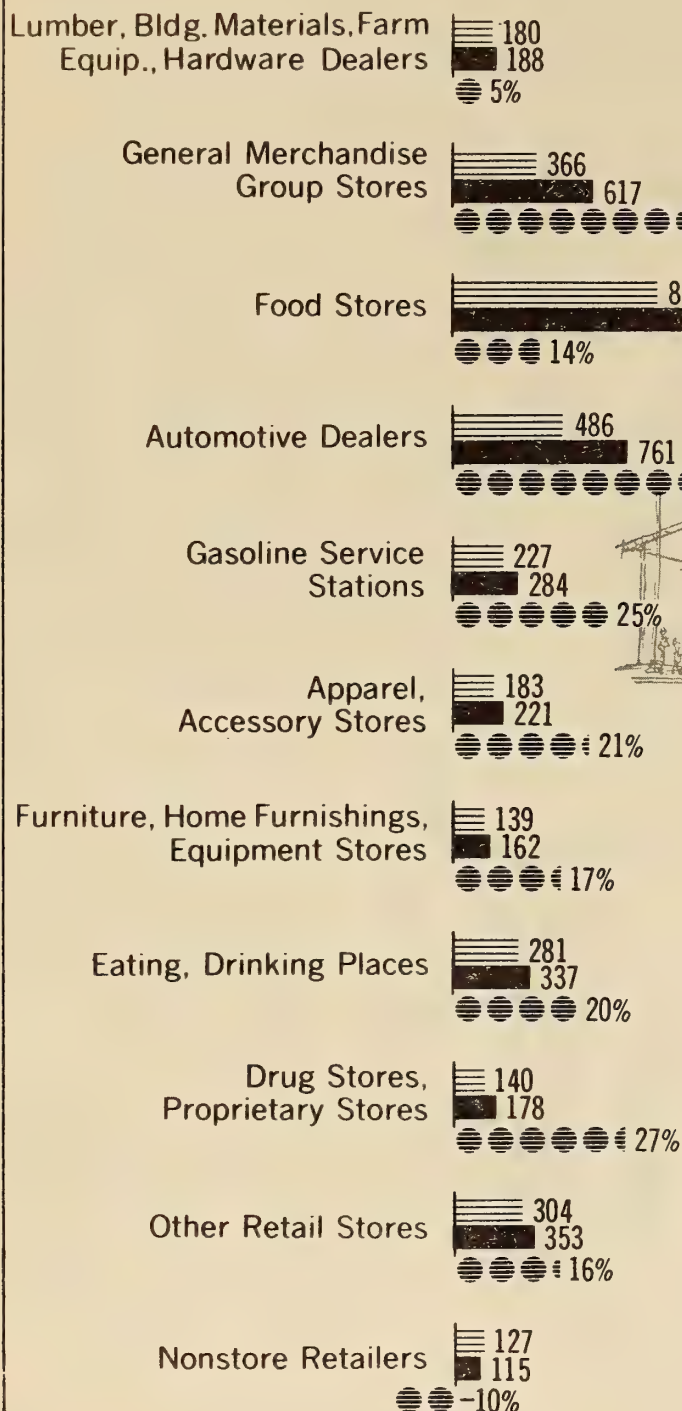 Lumber, Bldg. Materials, Farm
Equip., Hardware Dealers
180
188
5%
General Merchandise
Group Stores
366
617
Food Stores
8
14%
Automotive Dealers
486
761
Gasoline Service
Stations
227
284
25%
Apparel,
Accessory Stores
183
221
21%
Furniture, Home Furnishings,
Equipment Stores
139
162
17%
Eating, Drinking Places
281
337
20%
Drug Stores,
Proprietary Stores
140
178
27%
Other Retail Stores
304
353
16%
Nonstore Retailers
127
115
-10%